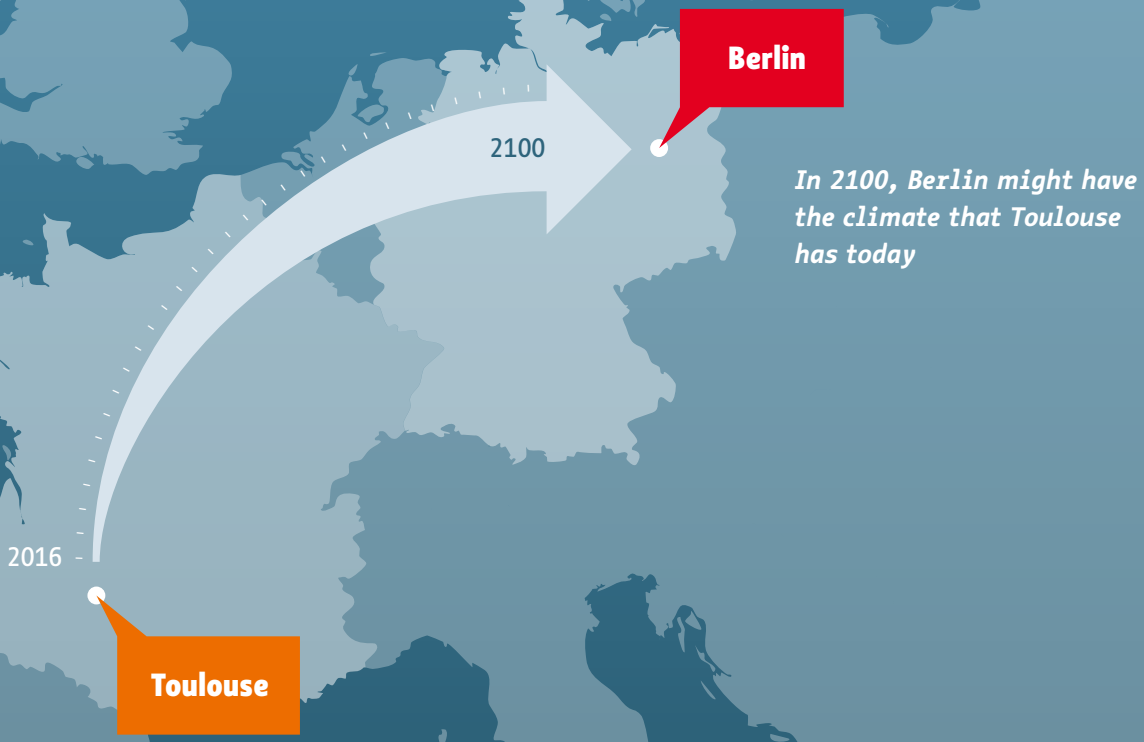 Berlin
2100
In 2100, Berlin might have
the climate that Toulouse
has today
2016
Toulouse